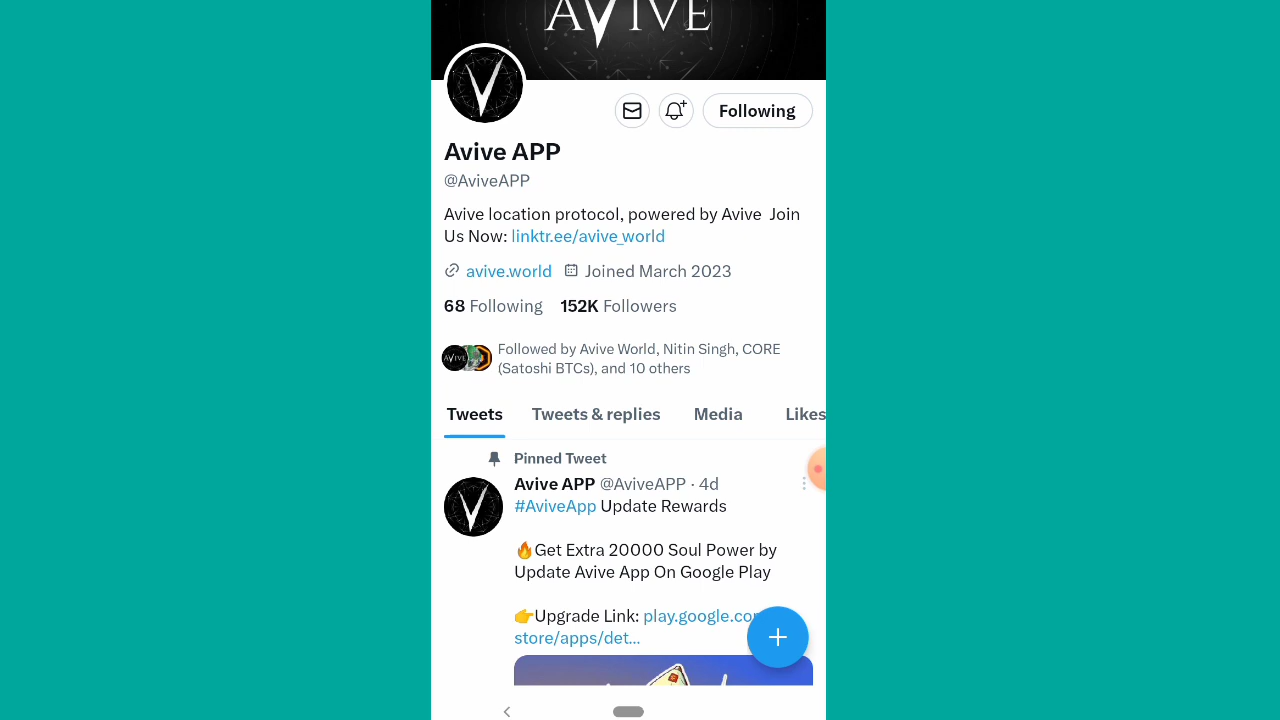 AVIVE
Following
Avive APP
@AviveAPP
Avive location protocol, powered by Avive Join
Us Now: linktr.ee/avive_world
avive.world Joined March 2023
68 Following 152K Followers
AVIVE
Followed by Avive World, Nitin Singh, CORE
(Satoshi BTCs), and 10 others
Tweets Tweets & replies Media Likes
Pinned Tweet
Avive APP @AviveAPP · 4d
#AviveApp Update Rewards
🔥Get Extra 20000 Soul Power by
Update Avive App On Google Play
👉Upgrade Link: play.google.co
store/apps/det...